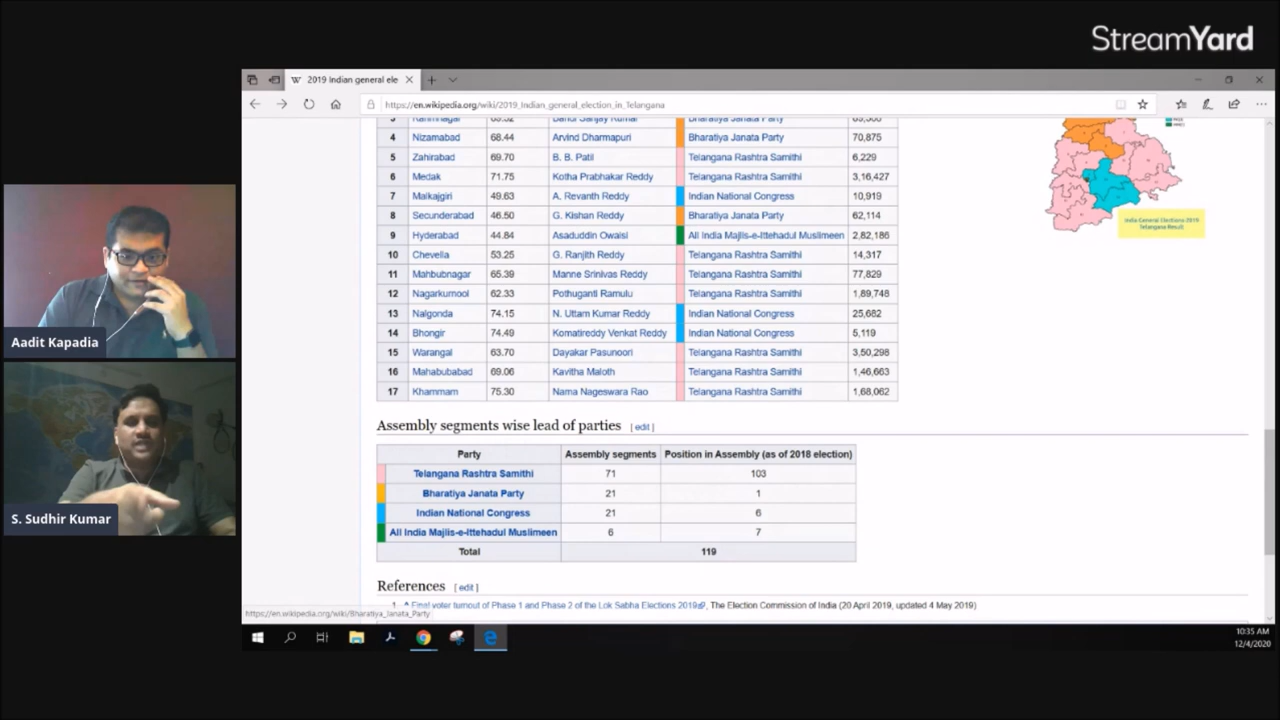 StreamYard
2019 Indian general ele
https://en.wikipedia.org/wiki/2019_Indian_general_election_in_Telangana
4 Nizamabad 68.44 Arvind Dharmapuri Bharatiya Janata Party 70,875
5 Zahirabad 69.70 B. B. Patil Telangana Rashtra Samithi 6,229
6 Medak 71.75 Kotha Prabhakar Reddy Telangana Rashtra Samithi 3,16,427
7 Malkajgiri 49.63 A. Revanth Reddy Indian National Congress 10,919
8 Secunderabad 46.50 G. Kishan Reddy Bharatiya Janata Party 62,114
9 Hyderabad 44.84 Asaduddin Owaisi All India Majlis-e-Ittehadul Muslimeen 2,82,186
10 Chevella 53.25 G. Ranjith Reddy Telangana Rashtra Samithi 14,317
11 Mahbubnagar 65.39 Manne Srinivas Reddy Telangana Rashtra Samithi 77,829
12 Nagarkurnool 62.33 Pothuganti Ramulu Telangana Rashtra Samithi 1,89,748
13 Nalgonda 74.15 N. Uttam Kumar Reddy Indian National Congress 25,682
14 Bhongir 74.49 Komatireddy Venkat Reddy Indian National Congress 5,119
15 Warangal 63.70 Dayakar Pasunoori Telangana Rashtra Samithi 3,50,298
16 Mahabubabad 69.06 Kavitha Maloth Telangana Rashtra Samithi 1,46,663
17 Khammam 75.30 Nama Nageswara Rao Telangana Rashtra Samithi 1,68,062
India General Elections 2019
Telangana Result
Aadit Kapadia
S. Sudhir Kumar
Assembly segments wise lead of parties [ edit ]
Party Assembly segments Position in Assembly (as of 2018 election)
Telangana Rashtra Samithi 71 103
Bharatiya Janata Party 21 1
Indian National Congress 21 6
All India Majlis-e-Ittehadul Muslimeen 6 7
Total 119
References [ edit ]
1. ^ Final voter turnout of Phase 1 and Phase 2 of the Lok Sabha Elections 2019, The Election Commission of India (20 April 2019, updated 4 May 2019)
https://en.wikipedia.org/wiki/Bharatiya_Janata_Party
10:35 AM
12/4/2020